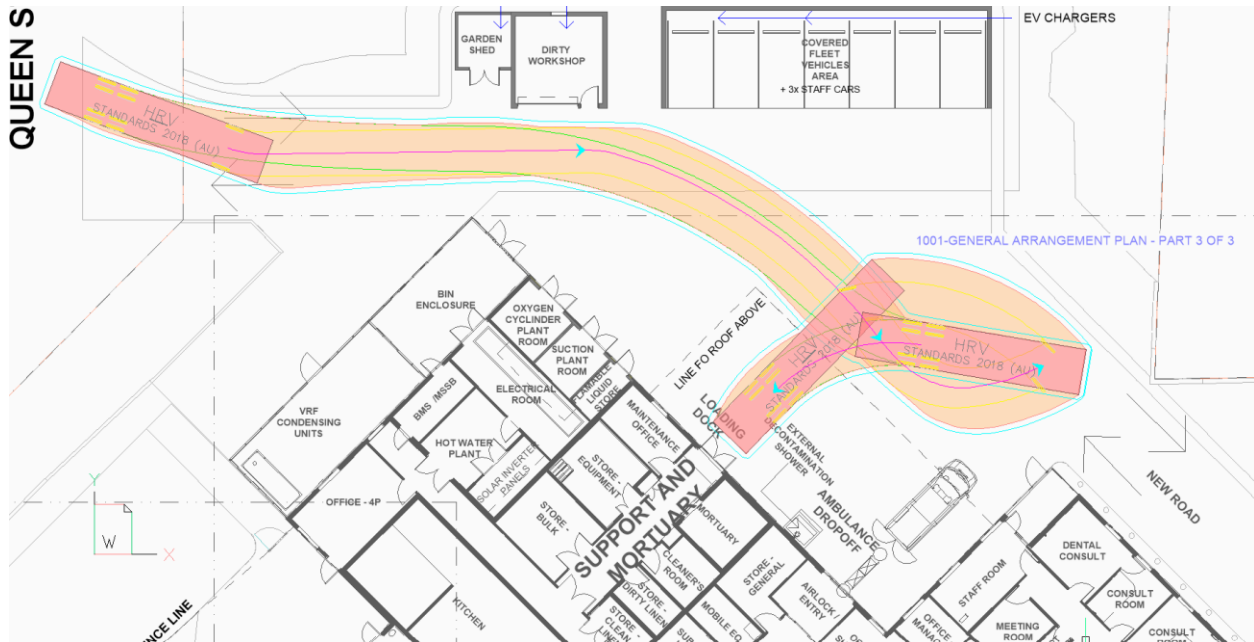 QUEEN S
EV CHARGERS
GARDEN
SHED
DIRTY
WORKSHOP
COVERED
FLEET
VEHICLES
AREA
+ 3x STAFF CARS
HRV
STANDARDS 2018 (AU)
1001-GENERAL ARRANGEMENT PLAN - PART 3 OF 3
BIN
ENCLOSURE
OXYGEN
CYCLINDER
PLANT
ROOM
SUCTION
PLANT
ROOM
LINE FO ROOF ABOVE
HRV
STANDARDS 2018 (AU)
HRV
STANDARDS 2018 (AU)
ELECTRICAL
ROOM
FLAMABLE
LIQUID
STORE
BMS /MSSB
VRF
CONDENSING
UNITS
HOT WATER
PLANT
SOLAR INVERTER
PANELS
MAINTENANCE
OFFICE
LOADING
DOCK
EXTERNAL
DECONTAMINATION
SHOWER
STORE -
EQUIPMENT
OFFICE - 4P
STORE -
BULK
SUPPORT AND
MORTUARY
MORTUARY
AMBULANCE
DROPOFF
NEW ROAD
Y
W
X
CLEANER'S
ROOM
STORE -
GENERAL
STORE -
DIRTY LINEN
STORE -
CLEAN
MOBILE EQ
AIRLOCK /
ENTRY
STAFF ROOM
DENTAL
CONSULT
CONSULT
ROOM
MEETING
ROOM
OFFICE
CONSULT
KITCHEN
NCE LINE